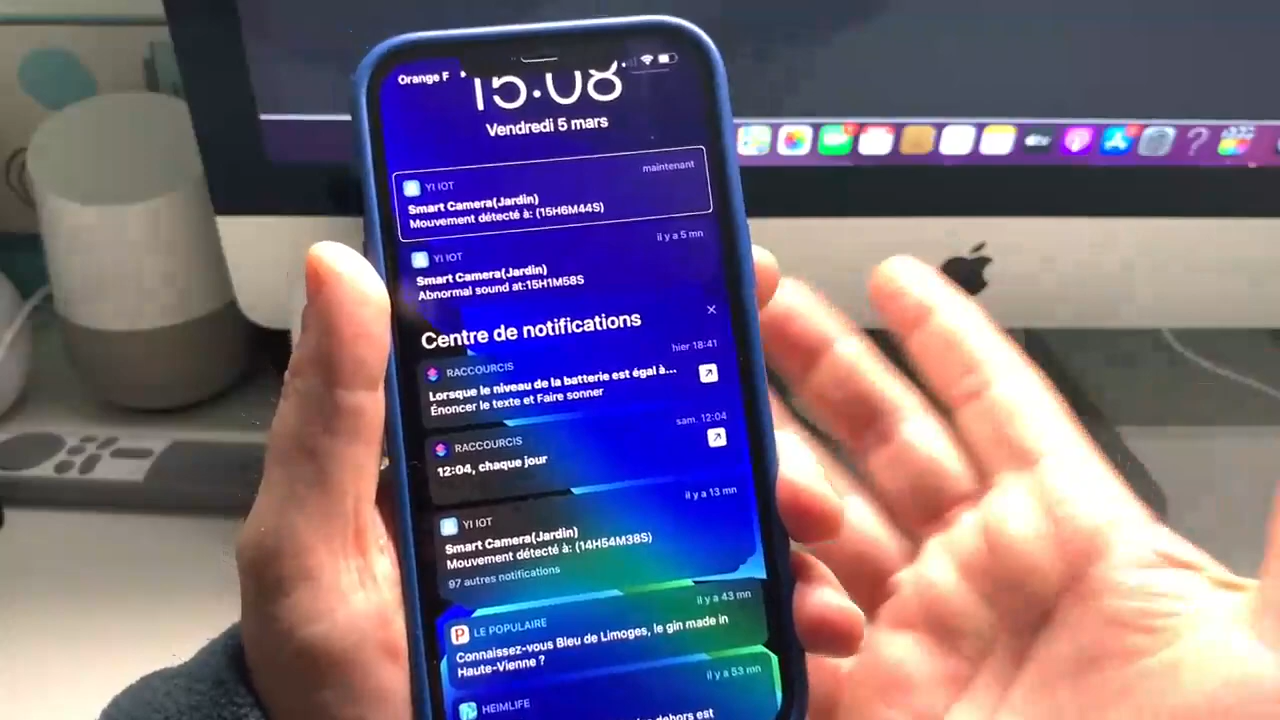 Orange F
15:08
Vendredi 5 mars
YI IOT
maintenant
Smart Camera(Jardin)
Mouvement détecté à: (15H6M44S)
YI IOT
il y a 5 mn
Smart Camera(Jardin)
Abnormal sound at:15H1M58S
Centre de notifications
RACCOURCIS
hier 18:41
Lorsque le niveau de la batterie est égal à...
Énoncer le texte et Faire sonner
RACCOURCIS
sam. 12:04
12:04, chaque jour
YI IOT
il y a 13 mn
Smart Camera(Jardin)
Mouvement détecté à: (14H54M38S)
97 autres notifications
LE POPULAIRE
il y a 43 mn
Connaissez-vous Bleu de Limoges, le gin made in
Haute-Vienne ?
HEIMLIFE
il y a 53 mn
dehors est